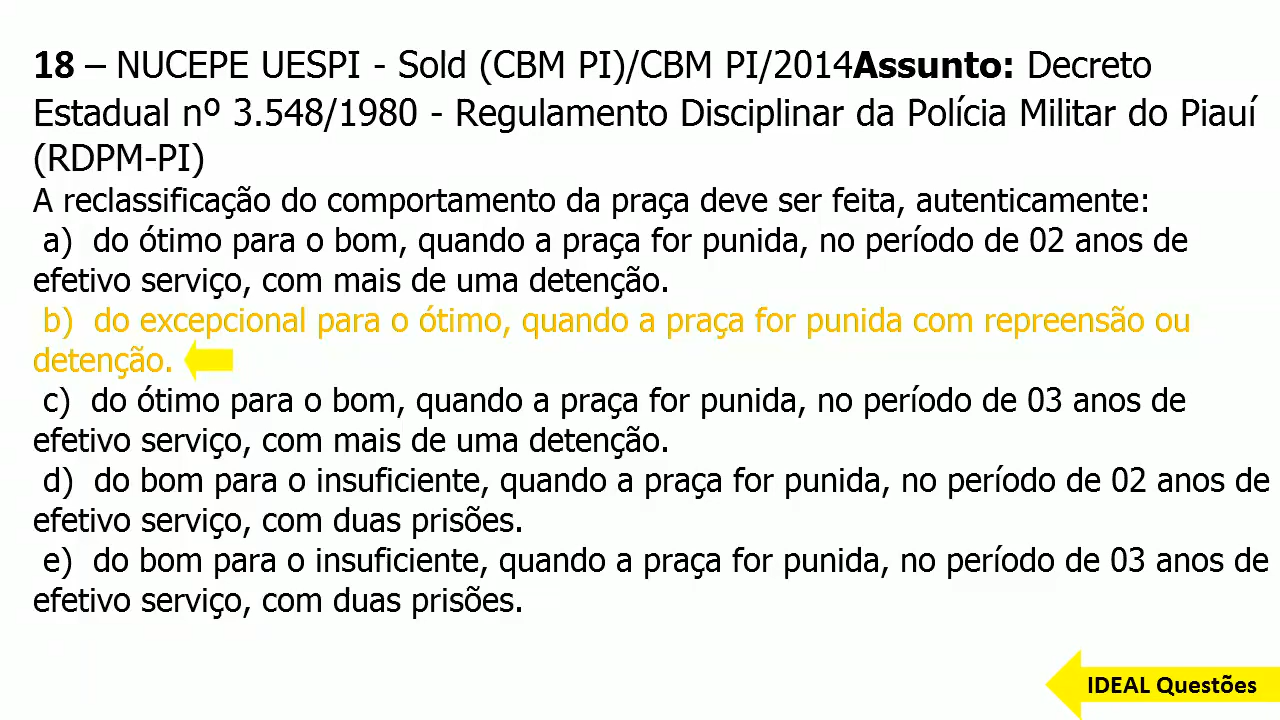 18 – NUCEPE UESPI - Sold (CBM PI)/CBM PI/2014Assunto: Decreto
Estadual nº 3.548/1980 - Regulamento Disciplinar da Polícia Militar do Piauí
(RDPM-PI)
A reclassificação do comportamento da praça deve ser feita, autenticamente:
a) do ótimo para o bom, quando a praça for punida, no período de 02 anos de
efetivo serviço, com mais de uma detenção.
b) do excepcional para o ótimo, quando a praça for punida com repreensão ou
detenção.
c) do ótimo para o bom, quando a praça for punida, no período de 03 anos de
efetivo serviço, com mais de uma detenção.
d) do bom para o insuficiente, quando a praça for punida, no período de 02 anos de
efetivo serviço, com duas prisões.
e) do bom para o insuficiente, quando a praça for punida, no período de 03 anos de
efetivo serviço, com duas prisões.
IDEAL Questões